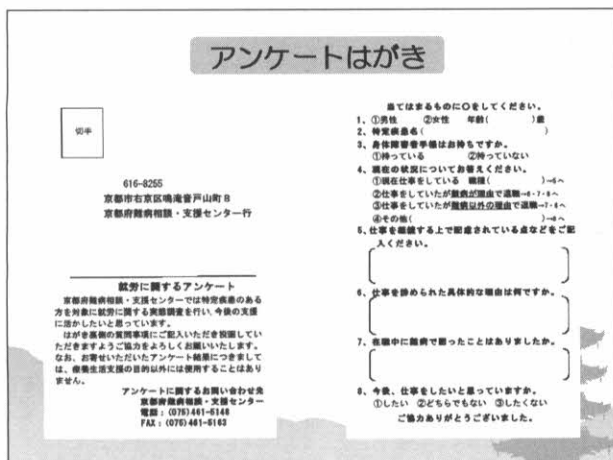 アンケートはがき
切手
616-8255
京都市右京区鳴滝音戸山町8
京都府難病相談・支援センター行
就労に関するアンケート
京都府難病相談・支援センターでは特定疾患のある
方を対象に就労に関する実態調査を行い、今後の支援
に活かしたいと思っています。
はがき裏側の質問事項にご記入いただき投函してい
ただきますようご協力をよろしくお願いいたします。
なお、お寄せいただいたアンケート結果につきまして
は、療養生活支援の目的以外には使用することはあり
ません。
アンケートに関するお問い合わせ先
京都府難病相談・支援センター
電話:(075)461-5148
FAX:(075)461-5163
当てはまるものに○をしてください。
1、①男性 ②女性 年齢( )歳
2、特定疾患名( )
3、身体障害者手帳はお持ちですか。
①持っている ②持っていない
4、現在の状況についてお答えください。
①現在仕事をしている 職種( )→5へ
②仕事をしていたが難病が理由で退職→6・7・8へ
③仕事をしていたが難病以外の理由で退職→7・8へ
④その他( )→8へ
5、仕事を継続する上で配慮されている点などをご記
入ください。
6、仕事を辞められた具体的な理由は何ですか。
7、在職中に難病で困ったことはありましたか。
8、今後、仕事をしたいと思っていますか。
①したい ②どちらでもない ③したくない
ご協力ありがとうございました。